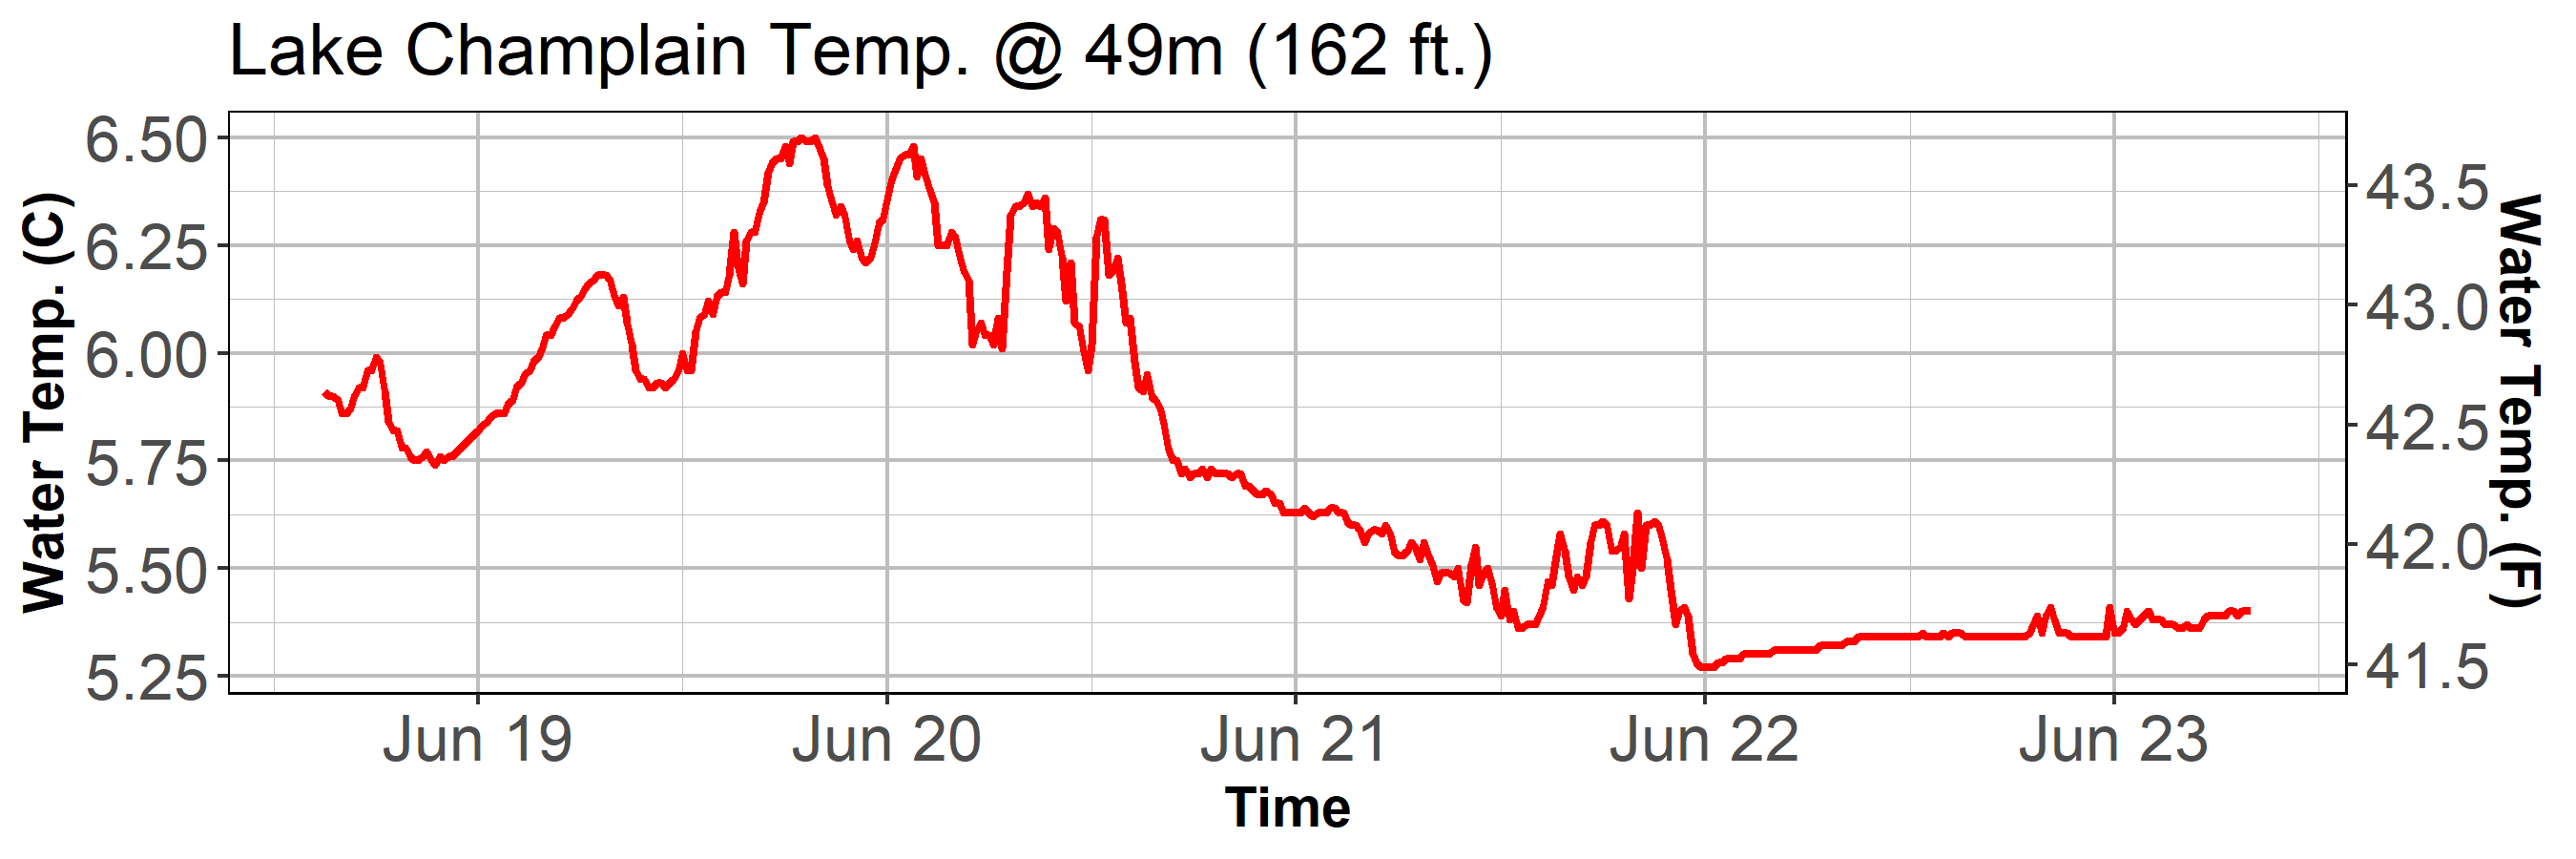 Lake Champlain Temp. @ 49m (162 ft.)
Water Temp. (C)
6.50
6.25
6.00
5.75
5.50
5.25
43.5
43.0
42.5
42.0
41.5
Water Temp. (F)
Jun 19 Jun 20 Jun 21 Jun 22 Jun 23
Time